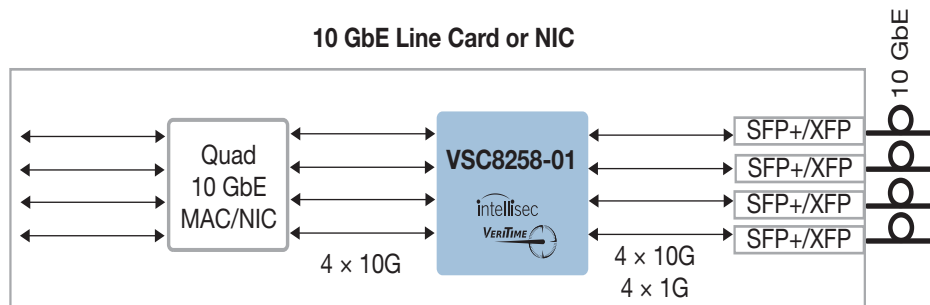 10 GbE Line Card or NIC
10 GbE
Quad
10 GbE
MAC/NIC
4 × 10G
VSC8258-01
intellisec
VERITIME
4 × 10G
4 × 1G
SFP+/XFP
SFP+/XFP
SFP+/XFP
SFP+/XFP